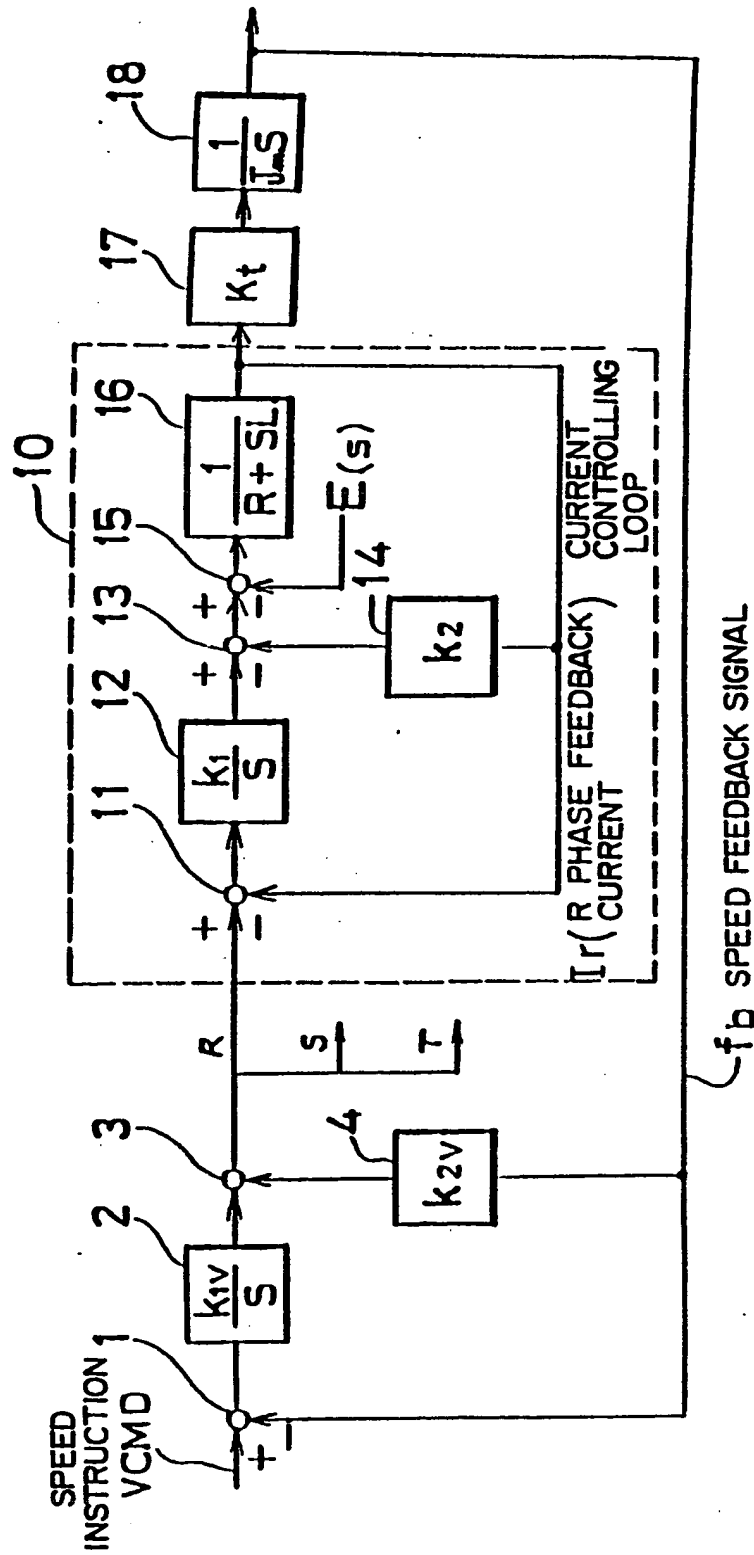 SPEED
INSTRUCTION
VCMD
+
−
1
2
k1v
S
3
4
k2v
R
S
T
10
+
−
11
12
k1
S
+
−
13
14
k2
+
−
15
E(s)
16
1
R+SL
Ir(R PHASE FEEDBACK)
CURRENT
CURRENT
CONTROLLING
LOOP
17
Kt
18
1
JmS
fb SPEED FEEDBACK SIGNAL